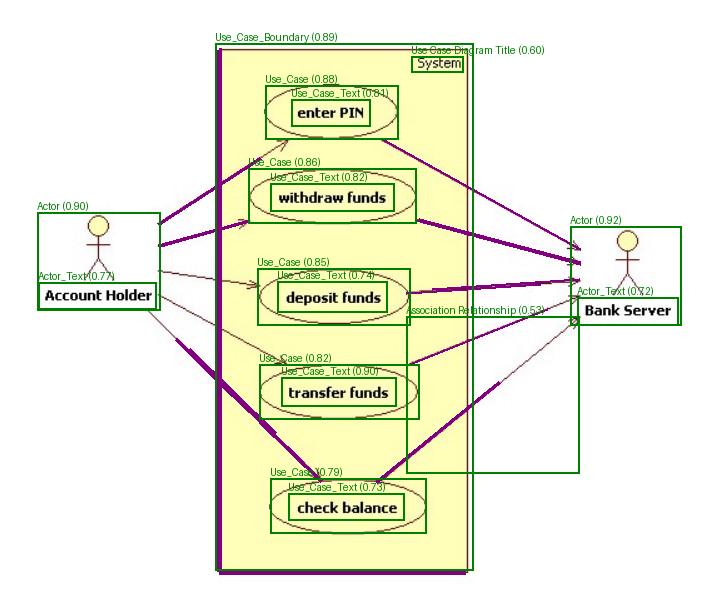 Use_Case_Boundary (0.89)
Use Case Diagram Title (0.60)
System
Use_Case (0.88)
Use_Case_Text (0.81)
enter PIN
Use_Case (0.86)
Use_Case_Text (0.82)
withdraw funds
Actor (0.90)
Actor_Text (0.77)
Account Holder
Actor (0.92)
Actor_Text (0.72)
Bank Server
Use_Case (0.85)
Use_Case_Text (0.74)
deposit funds
Association Relationship (0.53)
Use_Case (0.82)
Use_Case_Text (0.90)
transfer funds
Use_Case (0.79)
Use_Case_Text (0.73)
check balance